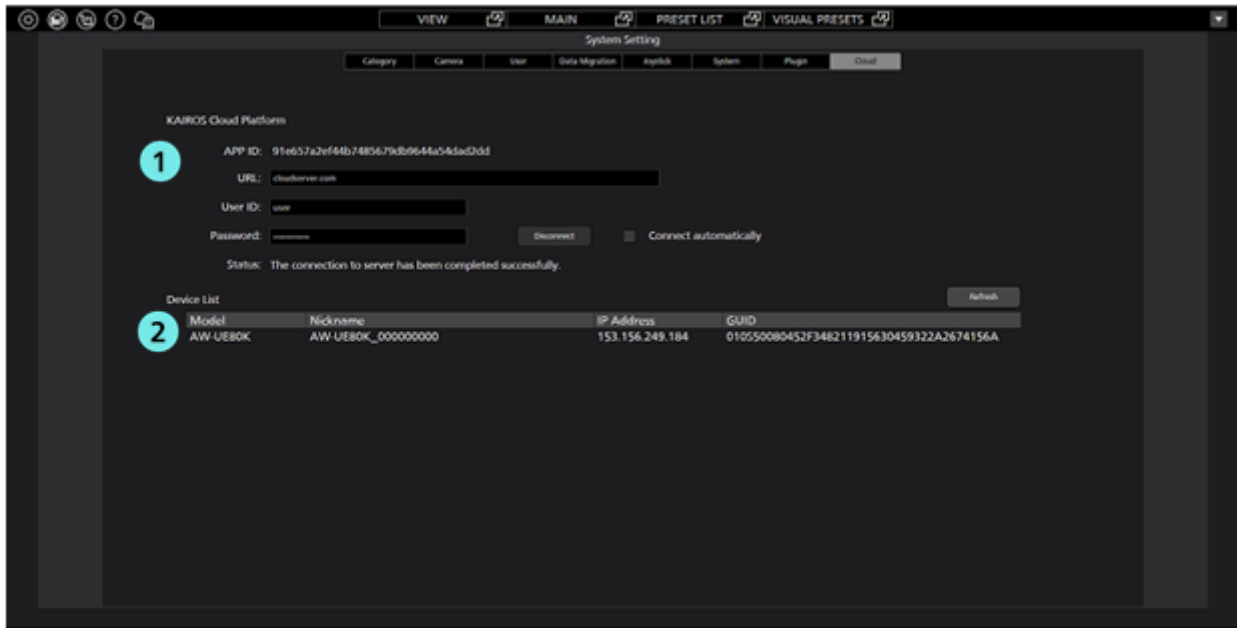 VIEW MAIN PRESET LIST VISUAL PRESETS
System Setting
Category Camera User Data Migration Joystick System Plugin Cloud
KAIROS Cloud Platform
1
APP ID: 91e657a2ef44b7485679db9644a54dad2dd
URL: cloudserver.com
User ID: user
Password:
Disconnect
Connect automatically
Status: The connection to server has been completed successfully.
Device List
Refresh
2
Model Nickname IP Address GUID
AW-UE80K AW-UE80K_000000000 153.156.249.184 010550080452F348211915630459322A2674156A